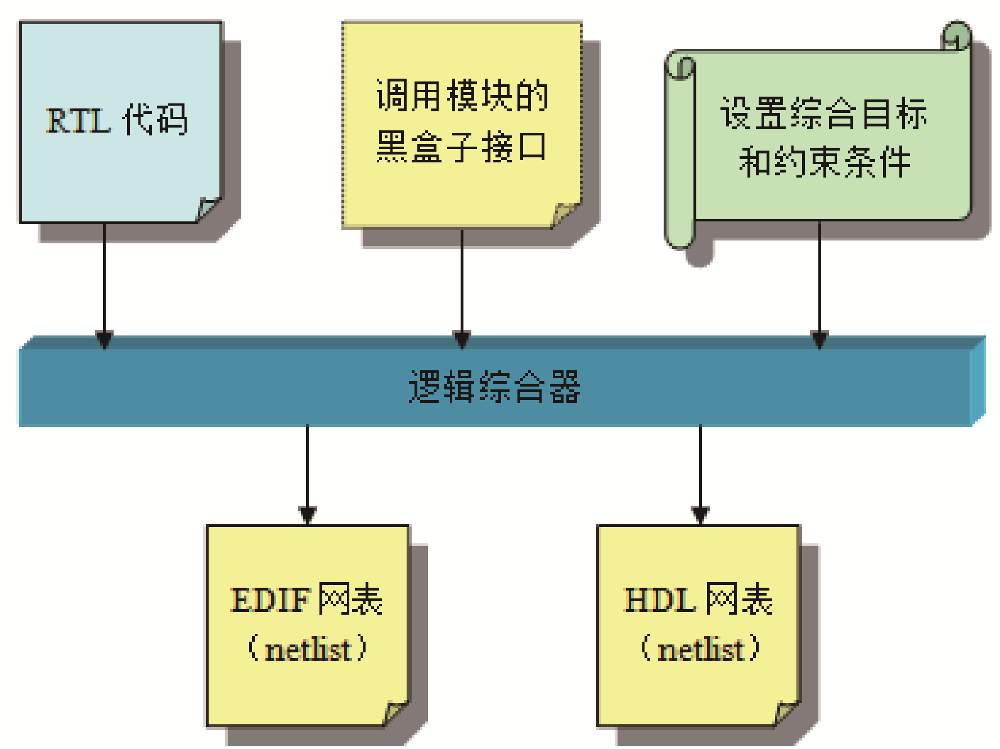 RTL 代码
调用模块的
黑盒子接口
设置综合目标
和约束条件
逻辑综合器
EDIF 网表
（netlist）
HDL 网表
（netlist）